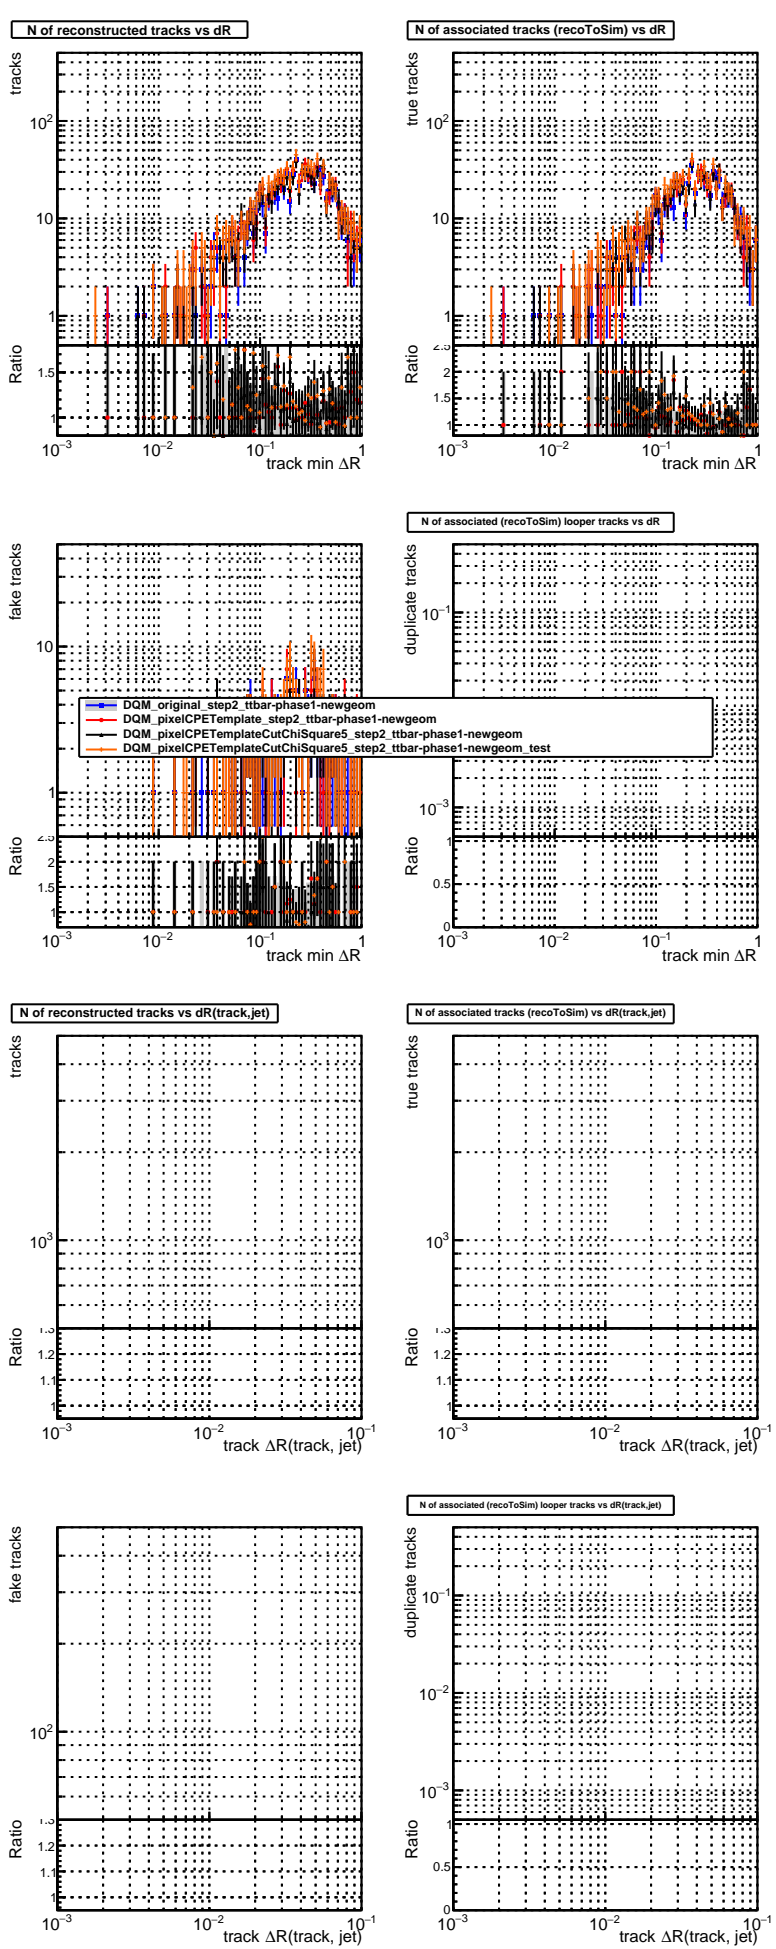 N of reconstructed tracks vs dR
N of associated tracks (recoToSim) vs dR
tracks
10²
10
1
Ratio
1.5
1
10⁻³ 10⁻² 10⁻¹ 1
track min ΔR
true tracks
10²
10
1
Ratio
2.5
2
1.5
1
10⁻³ 10⁻² 10⁻¹ 1
track min ΔR
N of associated (recoToSim) looper tracks vs dR
fake tracks
10
1
Ratio
2.5
2
1.5
1
10⁻³ 10⁻² 10⁻¹ 1
track min ΔR
duplicate tracks
10⁻¹
10⁻³
Ratio
1
0.5
0
10⁻³ 10⁻² 10⁻¹ 1
track min ΔR
DQM_original_step2_ttbar-phase1-newgeom
DQM_pixelCPETemplate_step2_ttbar-phase1-newgeom
DQM_pixelCPETemplateCutChiSquare5_step2_ttbar-phase1-newgeom
DQM_pixelCPETemplateCutChiSquare5_step2_ttbar-phase1-newgeom_test
N of reconstructed tracks vs dR(track,jet)
N of associated tracks (recoToSim) vs dR(track,jet)
tracks
10³
Ratio
1.3
1.2
1.1
1
10⁻³ 10⁻² 10⁻¹
track ΔR(track, jet)
true tracks
10³
Ratio
1.3
1.2
1.1
1
10⁻³ 10⁻² 10⁻¹
track ΔR(track, jet)
N of associated (recoToSim) looper tracks vs dR(track,jet)
fake tracks
10²
Ratio
1.3
1.2
1.1
1
10⁻³ 10⁻² 10⁻¹
track ΔR(track, jet)
duplicate tracks
10⁻¹
10⁻²
10⁻³
Ratio
1
0.5
0
10⁻³ 10⁻² 10⁻¹
track ΔR(track, jet)